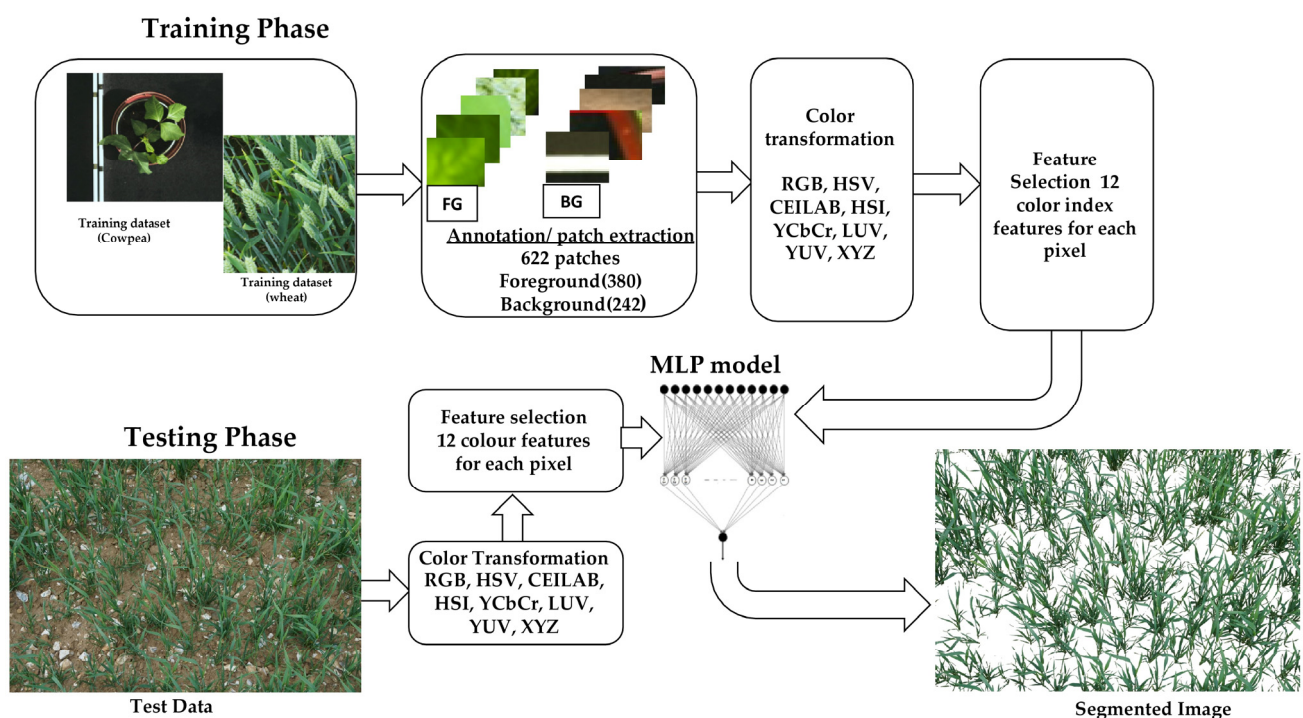 Training Phase
Training dataset
(Cowpea)
Training dataset
(wheat)
FG
BG
Annotation/ patch extraction
622 patches
Foreground(380)
Background(242)
Color
transformation
RGB, HSV,
CEILAB, HSI,
YCbCr, LUV,
YUV, XYZ
Feature
Selection 12
color index
features for each
pixel
MLP model
Feature selection
12 colour features
for each pixel
Testing Phase
Color Transformation
RGB, HSV, CEILAB,
HSI, YCbCr, LUV,
YUV, XYZ
Test Data
Segmented Image